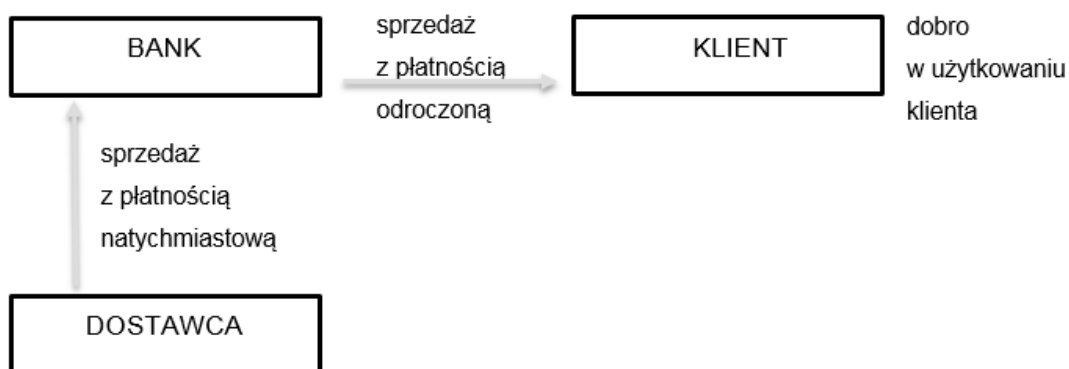 BANK
sprzedaż
z płatnością
odroczoną
KLIENT
dobro
w użytkowaniu
klienta
sprzedaż
z płatnością
natychmiastową
DOSTAWCA